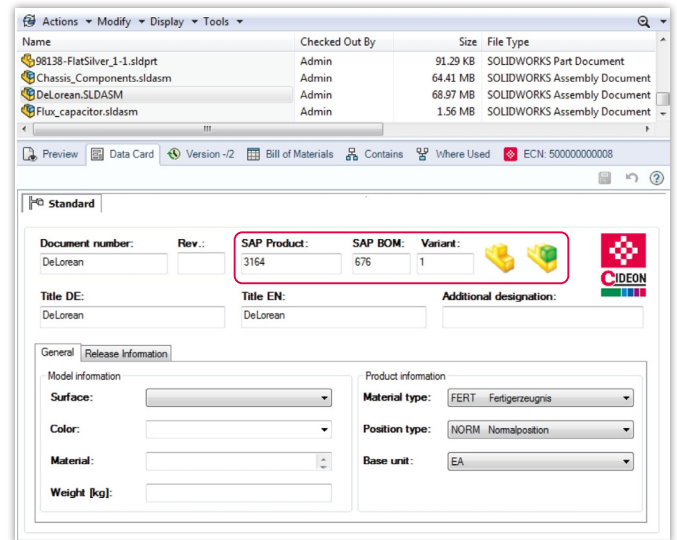 Actions Modify Display Tools
Name Checked Out By Size File Type
98138-FlatSilver_1-1.sldprt Admin 91.29 KB SOLIDWORKS Part Document
Chassis_Components.sldasm Admin 64.41 MB SOLIDWORKS Assembly Document
DeLorean.SLDASM Admin 68.97 MB SOLIDWORKS Assembly Document
Flux_capacitor.sldasm Admin 1.56 MB SOLIDWORKS Assembly Document
Preview Data Card Version -/2 Bill of Materials Contains Where Used ECN: 500000000008
Standard
Document number: Rev.: SAP Product: SAP BOM: Variant:
DeLorean 3164 676 1
CIDEON
Title DE: Title EN: Additional designation:
DeLorean DeLorean
General Release Information
Model information Product information
Surface: Material type: FERT Fertigerzeugnis
Color: Position type: NORM Normalposition
Material: Base unit: EA
Weight [kg]: